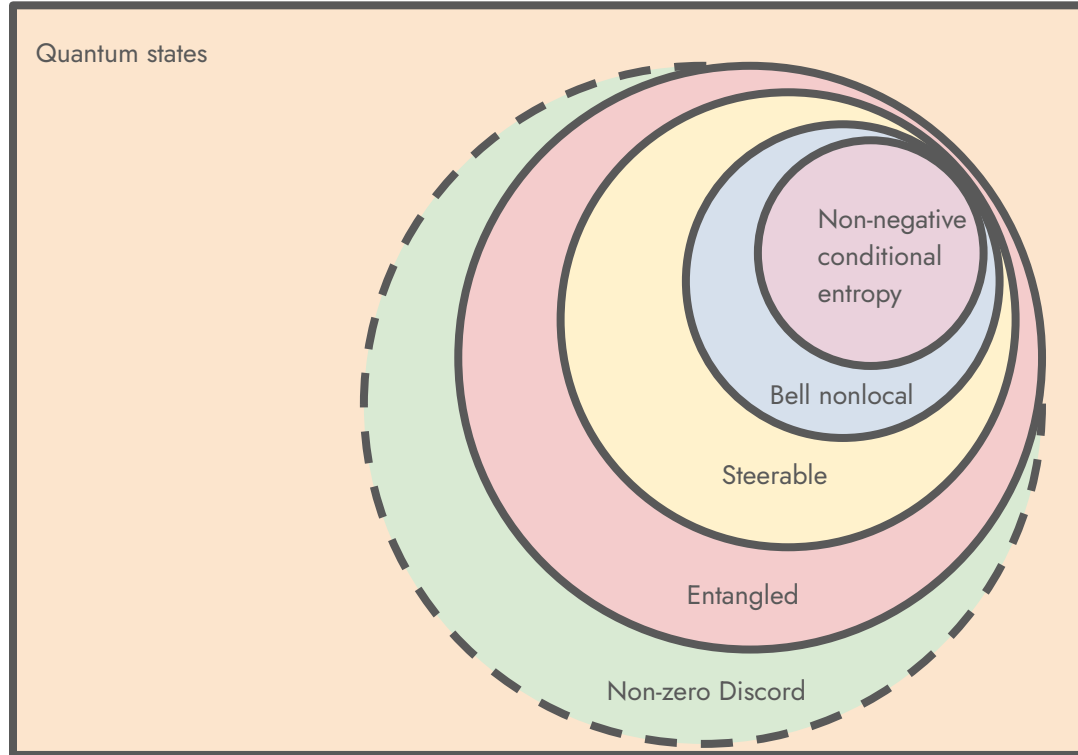 Quantum states
Non-negative
conditional
entropy
Bell nonlocal
Steerable
Entangled
Non-zero Discord